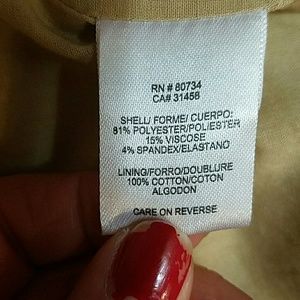 RN # 80734
CA# 31458
SHELL/ FORME/ CUERPO:
81% POLYESTER/POLIESTER
15% VISCOSE
4% SPANDEX/ELASTANO
LINING/FORRO/DOUBLURE
100% COTTON/COTON
ALGODON
CARE ON REVERSE